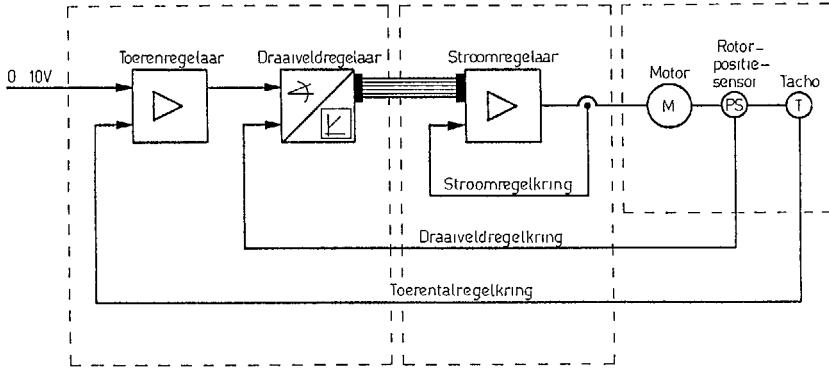 0 10V
Toerenregelaar
Draaiveldregelaar
Stroomregelaar
Motor
M
Rotor-
positie-
sensor
PS
Tacho
T
Stroomregelkring
Draaiveldregelkring
Toerentalregelkring